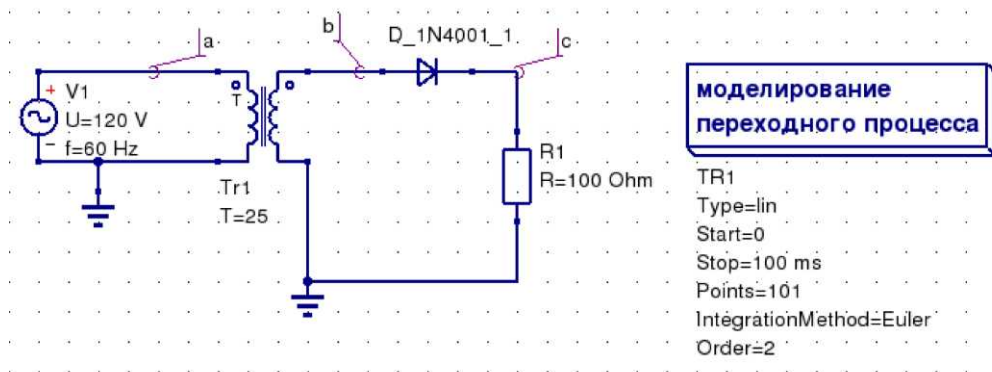 a
b
D_1N4001_1
c
+
V1
U=120 V
−
f=60 Hz
T
Tr1
T=25
R1
R=100 Ohm
моделирование
переходного процесса
TR1
Type=lin
Start=0
Stop=100 ms
Points=101
IntegrationMethod=Euler
Order=2